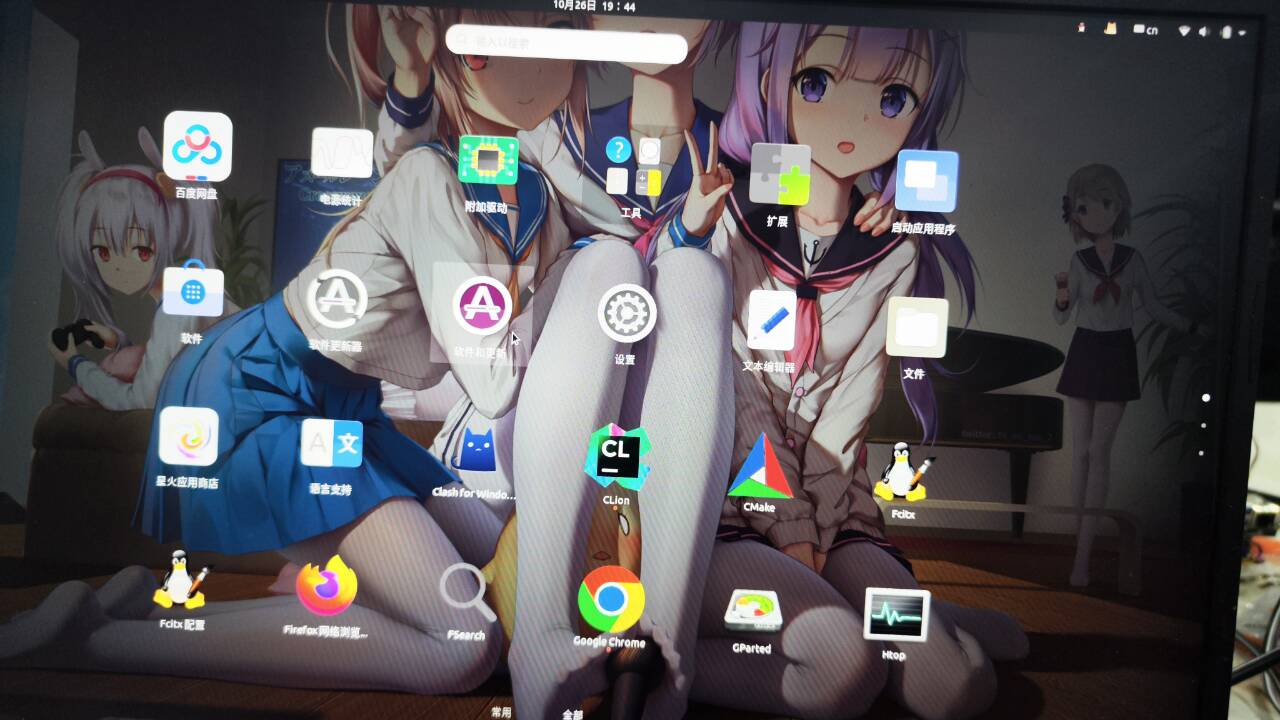 10月26日 19：44
cn
输入以搜索
百度网盘
电源统计
附加驱动
?
工具
扩展
启动应用程序
软件
A
软件更新器
A
软件和更新
设置
文本编辑器
文件
星火应用商店
A 文
语言支持
Clash for Windo...
CL
CLion
CMake
Fcitx
Fcitx 配置
Firefox 网络浏览...
FSearch
Google Chrome
GParted
Htop
常用
全部